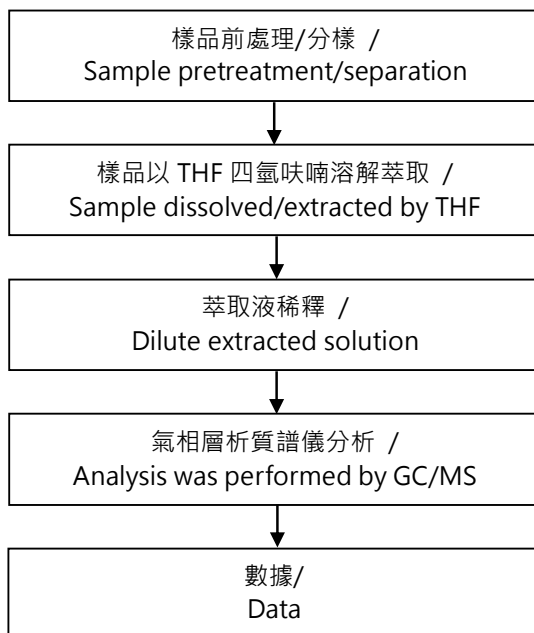 樣品前處理/分樣 /
Sample pretreatment/separation
樣品以 THF 四氫呋喃溶解萃取 /
Sample dissolved/extracted by THF
萃取液稀釋 /
Dilute extracted solution
氣相層析質譜儀分析 /
Analysis was performed by GC/MS
數據/
Data